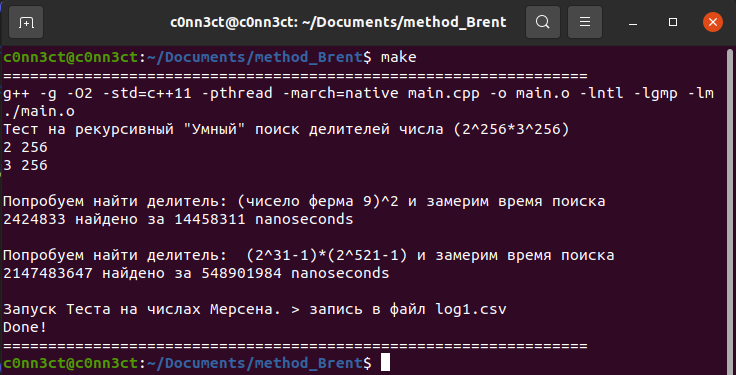 c0nn3ct@c0nn3ct: ~/Documents/method_Brent
c0nn3ct@c0nn3ct:~/Documents/method_Brent$ make
=================================================================
g++ -g -O2 -std=c++11 -pthread -march=native main.cpp -o main.o -lntl -lgmp -lm
./main.o
Тест на рекурсивный "Умный" поиск делителей числа (2^256*3^256)
2 256
3 256
Попробуем найти делитель: (чисело ферма 9)^2 и замерим время поиска
2424833 найдено за 14458311 nanoseconds
Попробуем найти делитель:  (2^31-1)*(2^521-1) и замерим время поиска
2147483647 найдено за 548901984 nanoseconds
Запуск Теста на числах Мерсена. > запись в файл log1.csv
Done!
=================================================================
c0nn3ct@c0nn3ct:~/Documents/method_Brent$